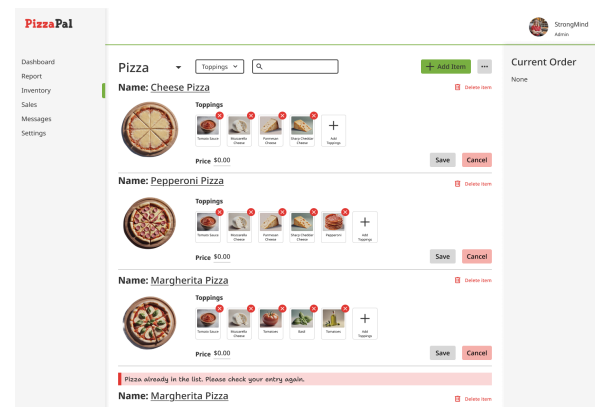 PizzaPal
StrongMind
Admin
Dashboard
Report
Inventory
Sales
Messages
Settings
Pizza
Toppings
Add Item
Current Order
None
Name: Cheese Pizza
Delete item
Toppings
Tomato Sauce
Mozzarella Cheese
Parmesan Cheese
Sharp Cheddar Cheese
Add Toppings
Price $0.00
Save
Cancel
Name: Pepperoni Pizza
Delete item
Toppings
Tomato Sauce
Mozzarella Cheese
Parmesan Cheese
Sharp Cheddar Cheese
Pepperoni
Add Toppings
Price $0.00
Save
Cancel
Name: Margherita Pizza
Delete item
Toppings
Tomato Sauce
Mozzarella Cheese
Tomatoes
Basil
Tomatoes
Add Toppings
Price $0.00
Save
Cancel
Pizza already in the list. Please check your entry again.
Name: Margherita Pizza
Delete item